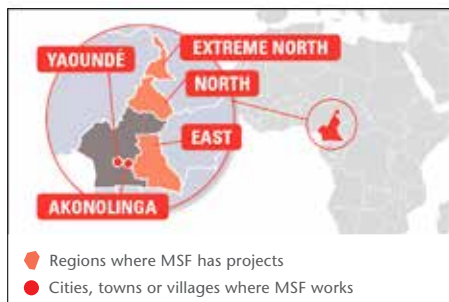 YAOUNDÉ
EXTREME NORTH
NORTH
EAST
AKONOLINGA
Regions where MSF has projects
Cities, towns or villages where MSF works